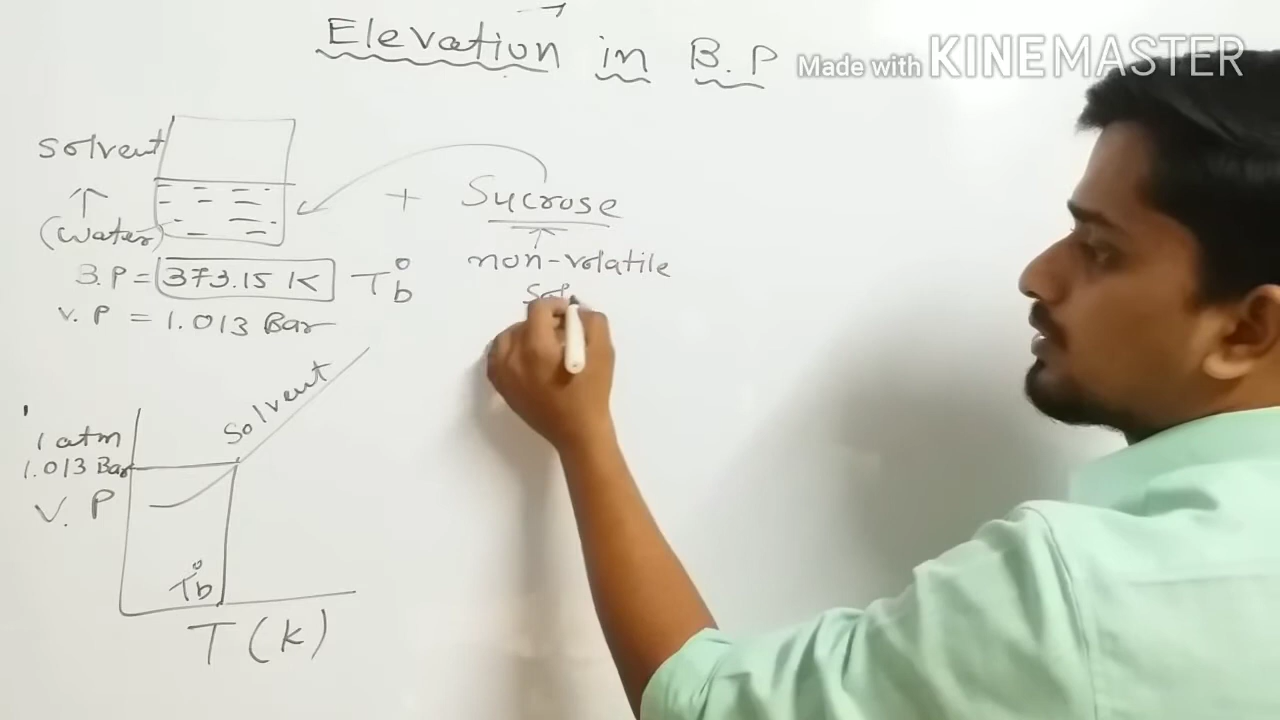 Elevation in B.P
Made with KINEMASTER
Solvent
(water)
+ Sucrose
non-volatile
B.P = 373.15 K T°b
V.P = 1.013 Bar
Solvent
1 atm
1.013 Bar
V.P
T°b
T(K)